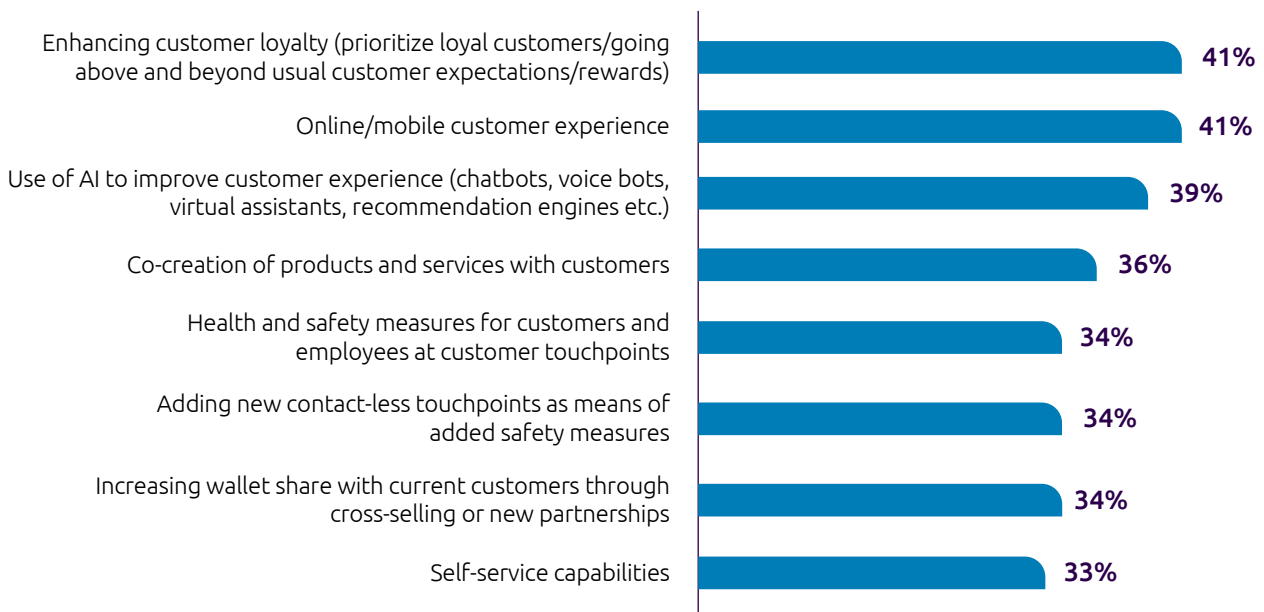 Enhancing customer loyalty (prioritize loyal customers/going
above and beyond usual customer expectations/rewards)
41%
Online/mobile customer experience
41%
Use of AI to improve customer experience (chatbots, voice bots,
virtual assistants, recommendation engines etc.)
39%
Co-creation of products and services with customers
36%
Health and safety measures for customers and
employees at customer touchpoints
34%
Adding new contact-less touchpoints as means of
added safety measures
34%
Increasing wallet share with current customers through
cross-selling or new partnerships
34%
Self-service capabilities
33%